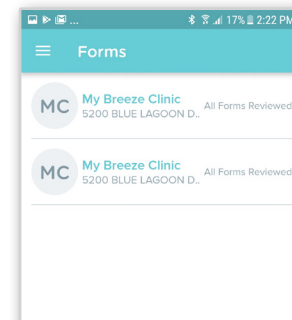 ... 17% 2:22 PM
Forms
MC My Breeze Clinic All Forms Reviewed
5200 BLUE LAGOON D..
MC My Breeze Clinic All Forms Reviewed
5200 BLUE LAGOON D..